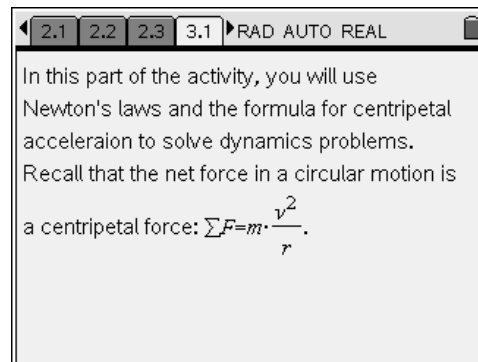 2.1 2.2 2.3 3.1 RAD AUTO REAL
In this part of the activity, you will use
Newton's laws and the formula for centripetal
acceleraion to solve dynamics problems.
Recall that the net force in a circular motion is
a centripetal force: ∑F=m·v²/r.